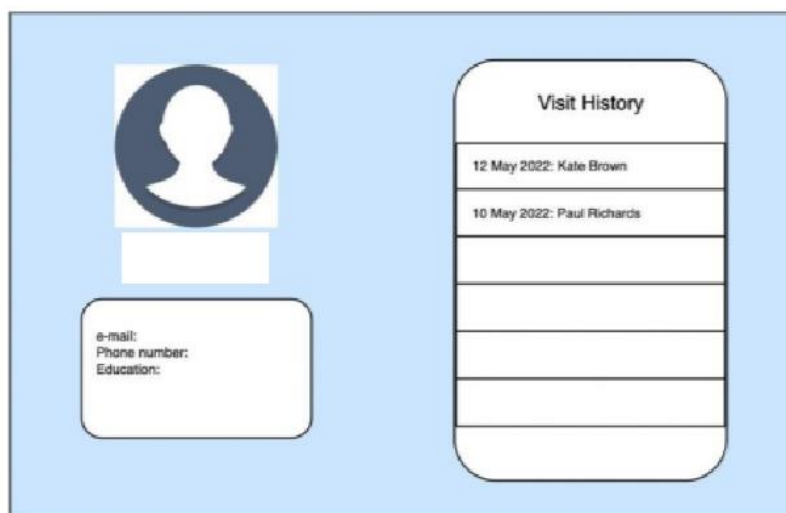 e-mail:
Phone number:
Education:
Visit History
12 May 2022: Kate Brown
10 May 2022: Paul Richards